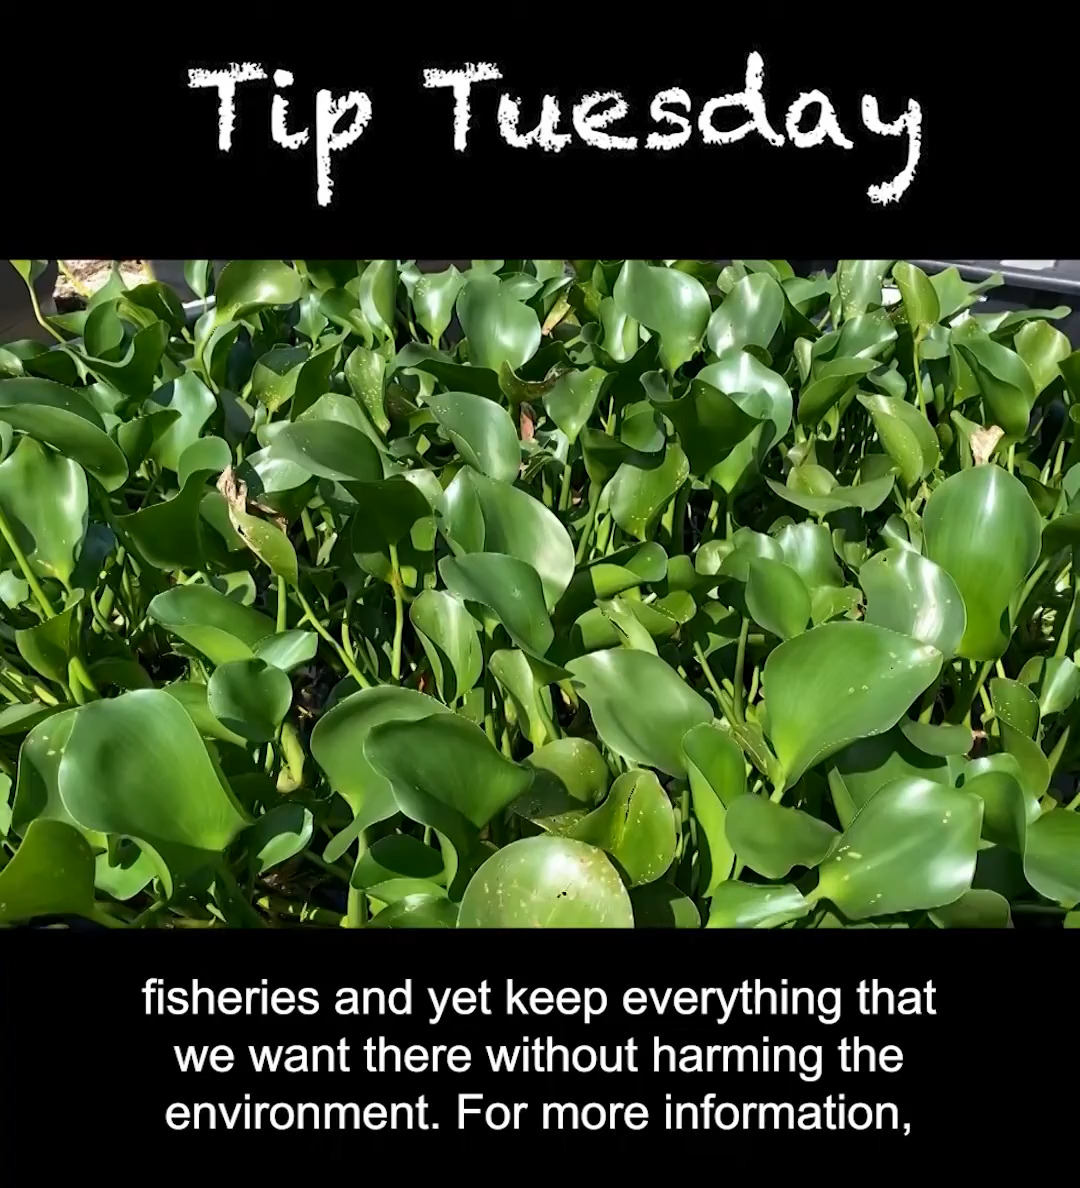 Tip Tuesday
fisheries and yet keep everything that
we want there without harming the
environment. For more information,